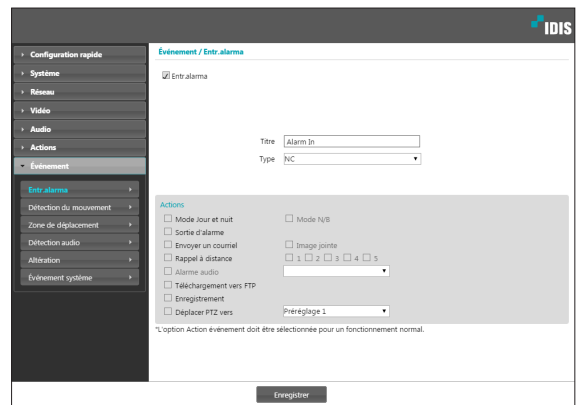 IDIS
Configuration rapide
Système
Réseau
Vidéo
Audio
Actions
Événement
Entr.alarma
Détection du mouvement
Zone de déplacement
Détection audio
Altération
Événement système
Événement / Entr.alarma
Entr.alarma
Titre Alarm In
Type NC
Actions
Mode Jour et nuit Mode N/B
Sortie d'alarme
Envoyer un courriel Image jointe
Rappel à distance 1 2 3 4 5
Alarme audio
Téléchargement vers FTP
Enregistrement
Déplacer PTZ vers Préréglage 1
*L'option Action événement doit être sélectionnée pour un fonctionnement normal.
Enregistrer